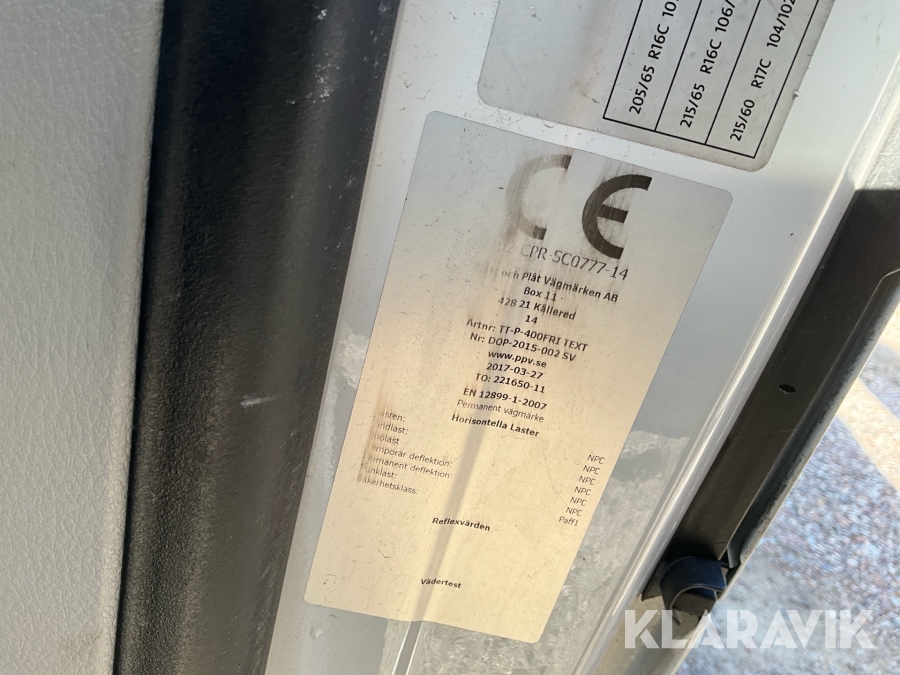 205/65 R16C
215/65 R16C 106/
215/60 R17C 104/102
CE
CPR-SC0777-14
och Plåt Vägmärken AB
Box 11
428 21 Kållered
14
Artnr: TT-P-400FRI TEXT
Nr: DOP-2015-002 SV
www.ppv.se
2017-03-27
TO: 221650-11
EN 12899-1-2007
Permanent vägmärke
Horisontella Laster
NPC
NPC
deflektion: NPC
deflektion: NPC
NPC
NPC
Paff1
Reflexvärden
Vädertest
KLARAVIK